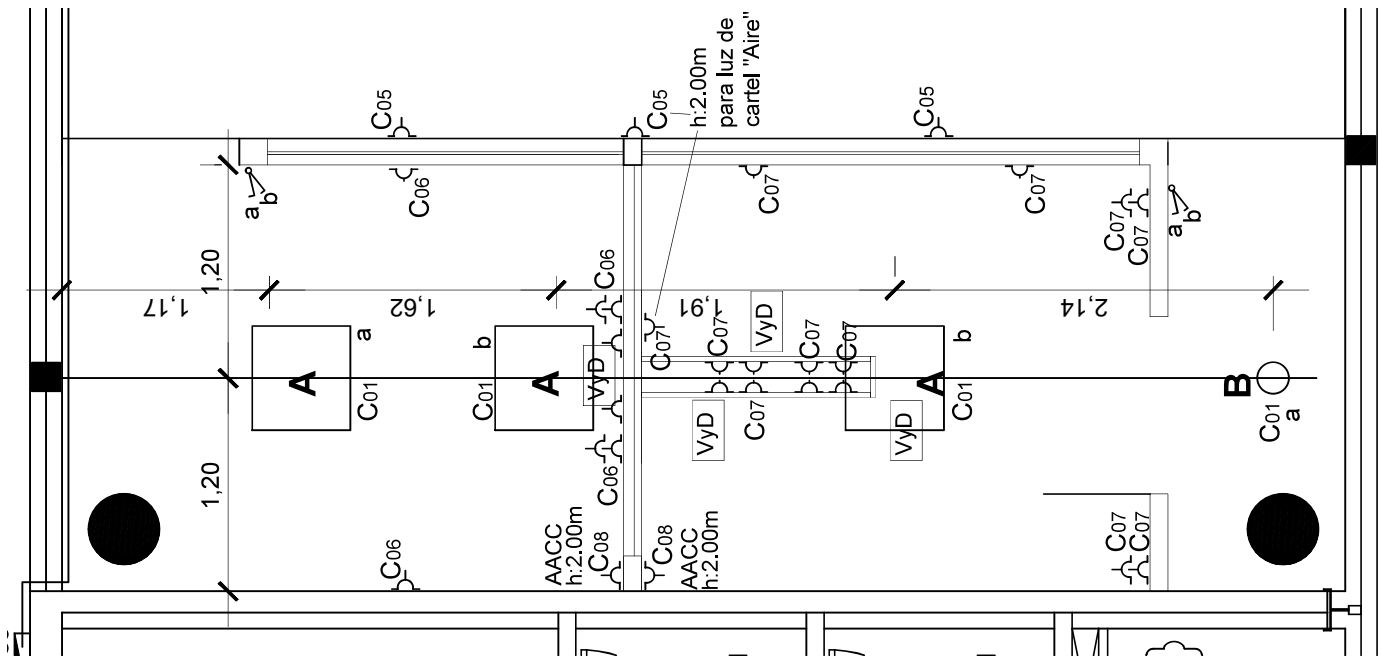 C05
C05
C05
h:2.00m
para luz de
cartel "Aire"
a
b
C06
C07
C07
C07
C07
a
b
1,20
1,17
1,62
C06
1,91
2,14
VyD
C07
C07
C07
C07
a
b
b
A
C01
C01
A
VyD
A
C01
B
C01
a
1,20
C06
VyD
C07
VyD
C06
AACC
h:2.00m
C08
C08
AACC
h:2.00m
C07
C07